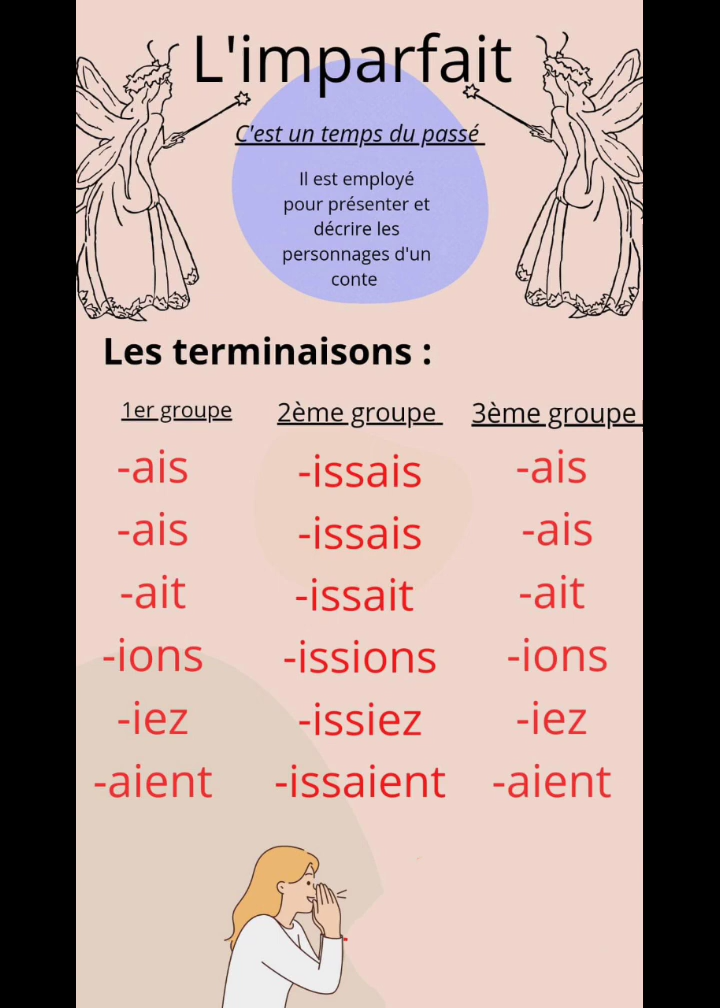 L'imparfait
C'est un temps du passé
Il est employé
pour présenter et
décrire les
personnages d'un
conte
Les terminaisons :
1er groupe 2ème groupe 3ème groupe
-ais -issais -ais
-ais -issais -ais
-ait -issait -ait
-ions -issions -ions
-iez -issiez -iez
-aient -issaient -aient